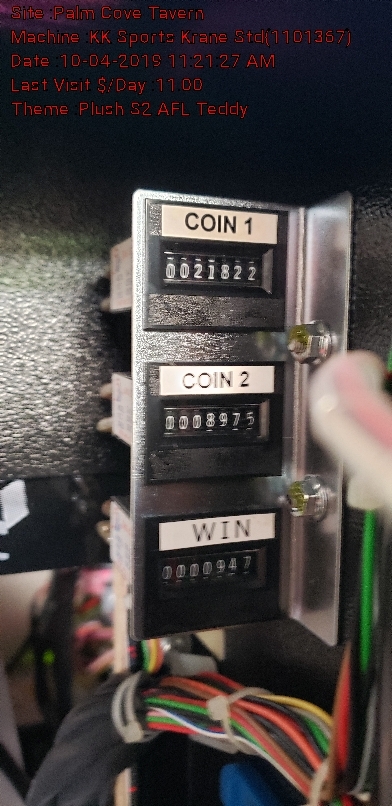 Site :Palm Cove Tavern
Machine :KK Sports Krane Std(1101367)
Date :10-04-2019 11:21:27 AM
Last Visit $/Day :11.00
Theme :Plush S2 AFL Teddy
COIN 1
0021822
COIN 2
0008975
WIN
0000947